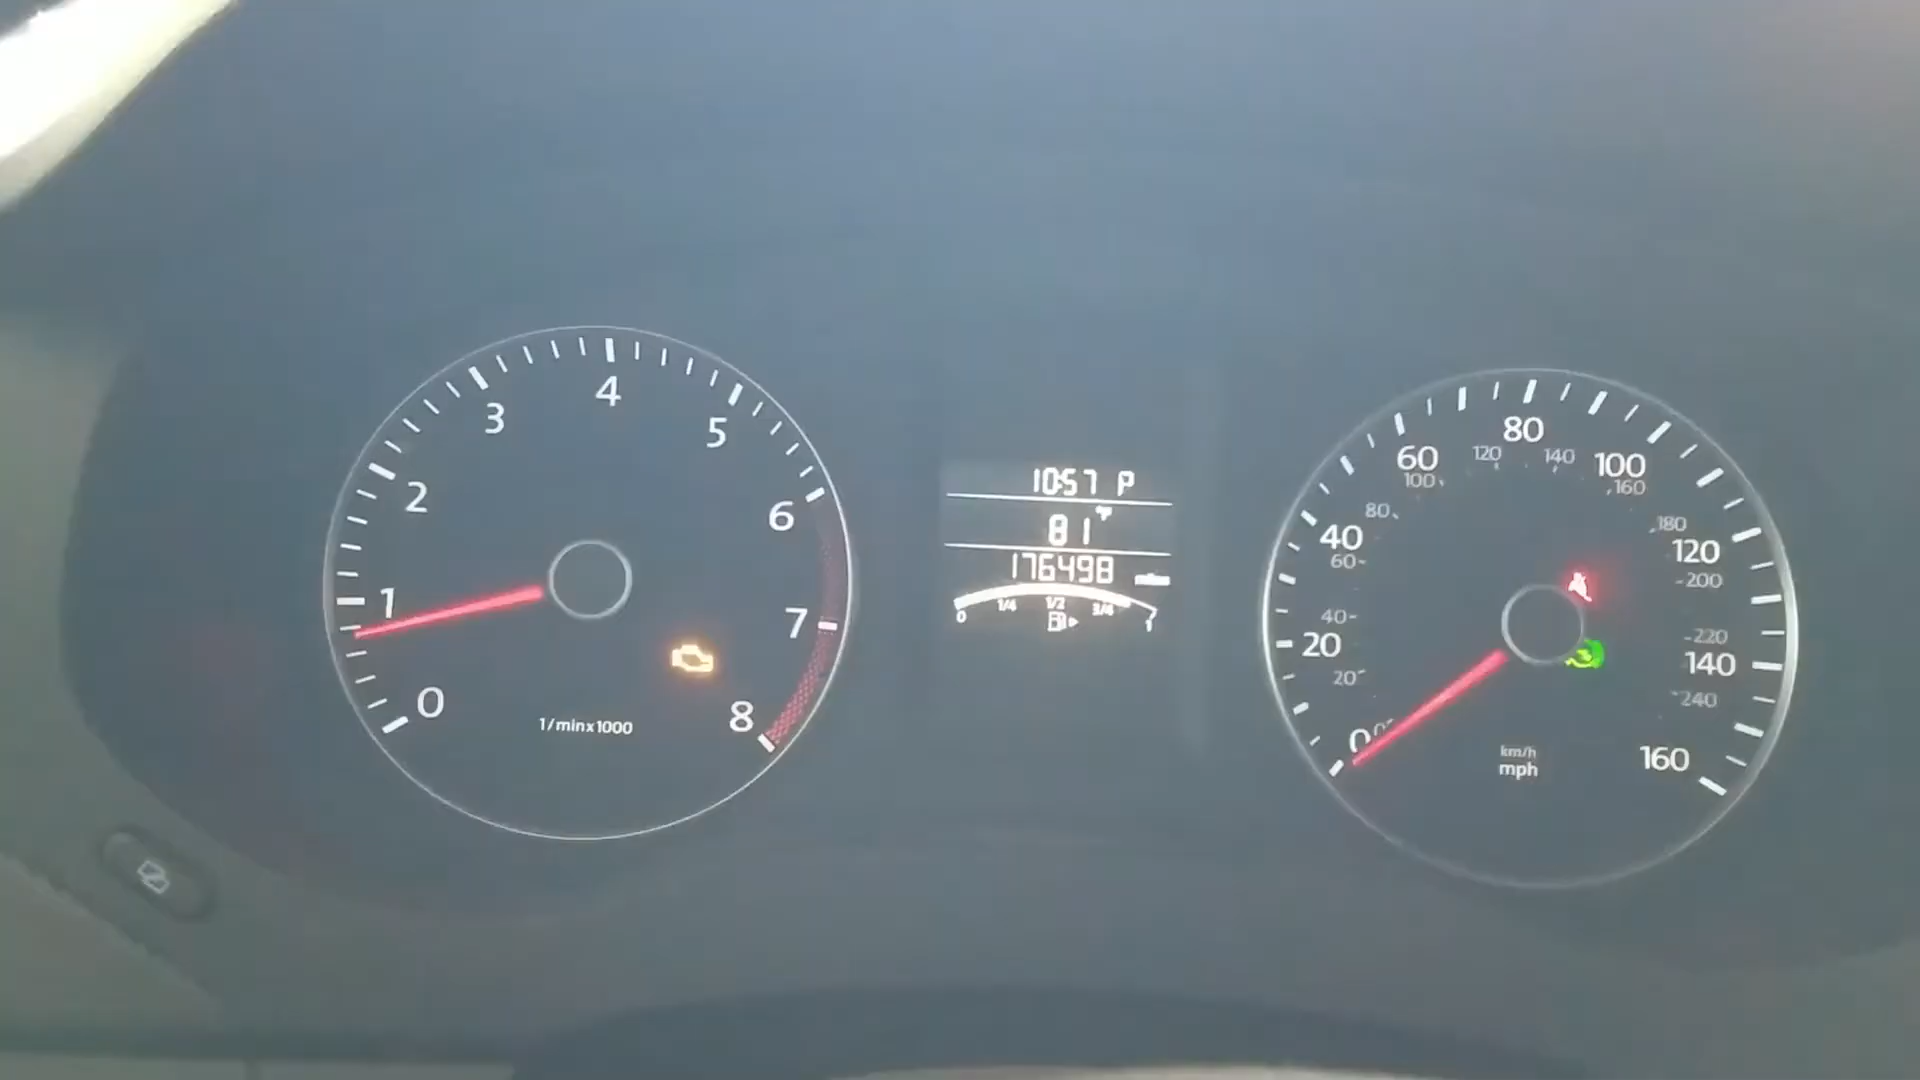 0
1
2
3
4
5
6
7
8
1/min x 1000
10:57 P
81 °F
176498
0 1/4 1/2 3/4 1
0 20 40 60 80 100 120 140 160
20 40 60 80 100 120 140 160 180 200 220 240
km/h
mph